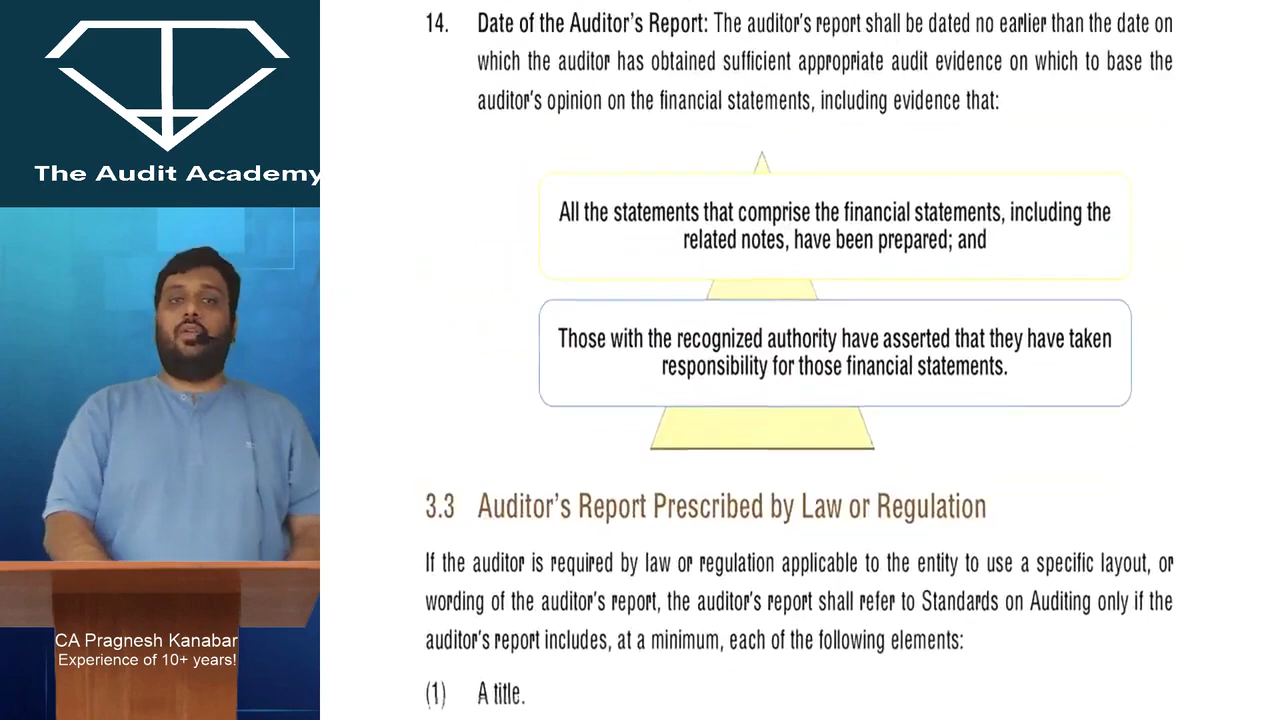 The Audit Academy
CA Pragnesh Kanabar
Experience of 10+ years!
14. Date of the Auditor's Report: The auditor's report shall be dated no earlier than the date on
which the auditor has obtained sufficient appropriate audit evidence on which to base the
auditor's opinion on the financial statements, including evidence that:
All the statements that comprise the financial statements, including the
related notes, have been prepared; and
Those with the recognized authority have asserted that they have taken
responsibility for those financial statements.
3.3 Auditor's Report Prescribed by Law or Regulation
If the auditor is required by law or regulation applicable to the entity to use a specific layout, or
wording of the auditor's report, the auditor's report shall refer to Standards on Auditing only if the
auditor's report includes, at a minimum, each of the following elements:
(1) A title.